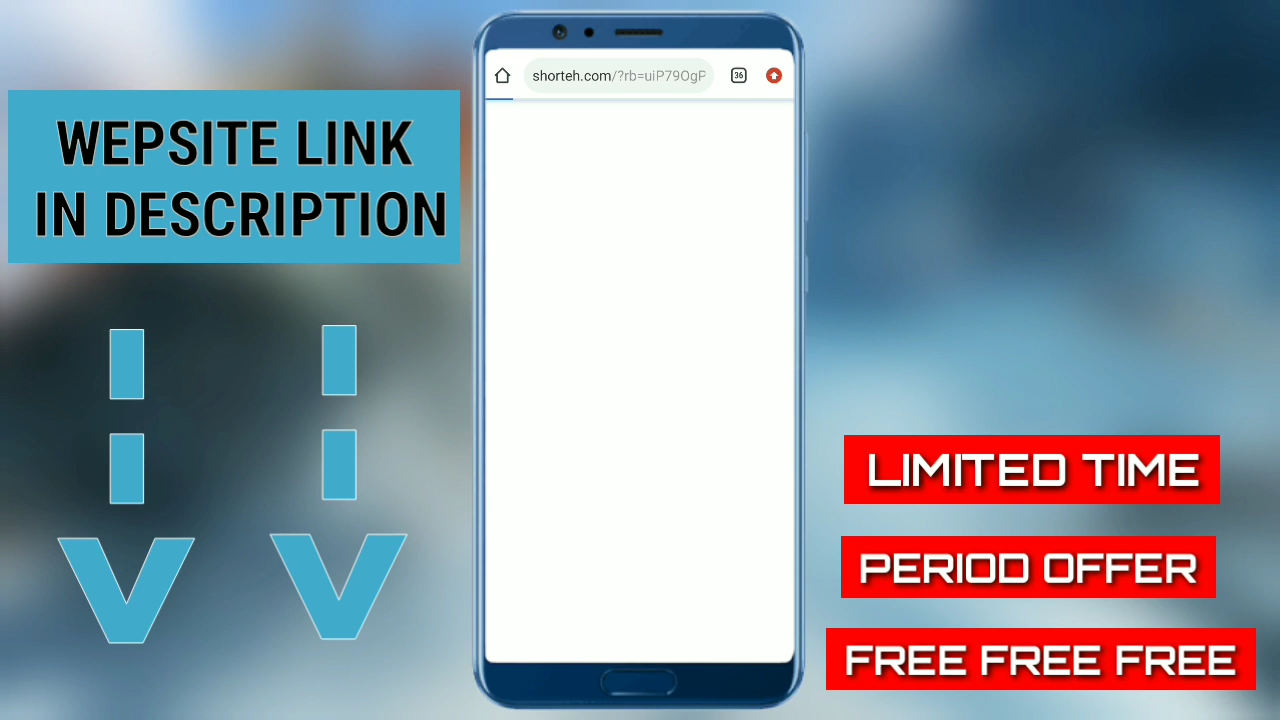 shorteh.com/?rb=uiP79OgP
36
WEPSITE LINK
IN DESCRIPTION
LIMITED TIME
PERIOD OFFER
FREE FREE FREE